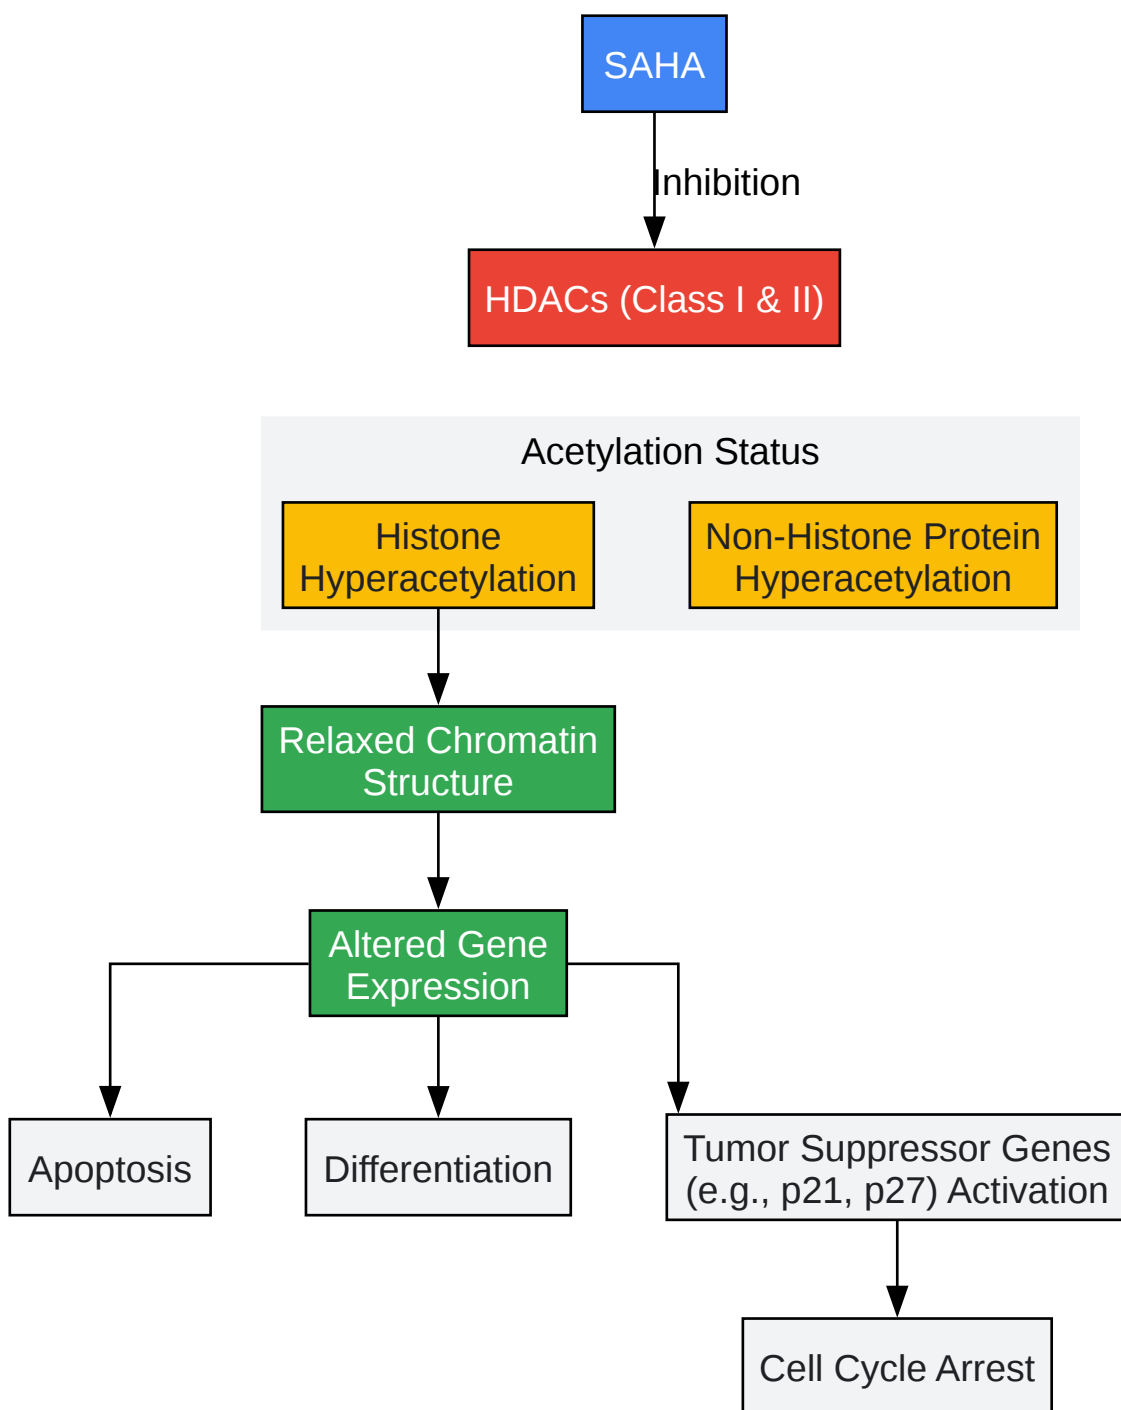 SAHA
Inhibition
HDACs (Class I & II)
Acetylation Status
Histone
Hyperacetylation
Non-Histone Protein
Hyperacetylation
Relaxed Chromatin
Structure
Altered Gene
Expression
Apoptosis
Differentiation
Tumor Suppressor Genes
(e.g., p21, p27) Activation
Cell Cycle Arrest